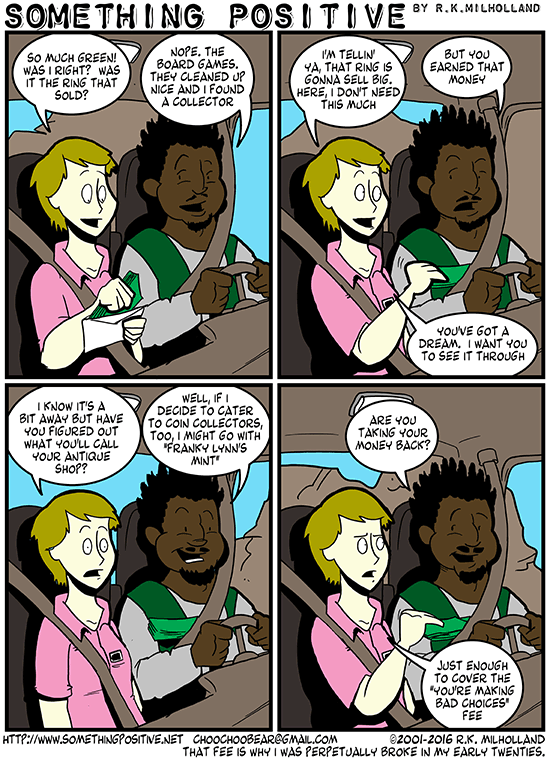 SOMETHING POSITIVE BY R.K.MILHOLLAND
SO MUCH GREEN!
WAS I RIGHT? WAS
IT THE RING THAT
SOLD?
NOPE. THE
BOARD GAMES.
THEY CLEANED UP
NICE AND I FOUND
A COLLECTOR
I'M TELLIN'
YA, THAT RING IS
GONNA SELL BIG.
HERE, I DON'T NEED
THIS MUCH
BUT YOU
EARNED THAT
MONEY
YOU'VE GOT A
DREAM. I WANT YOU
TO SEE IT THROUGH
I KNOW IT'S A
BIT AWAY BUT HAVE
YOU FIGURED OUT
WHAT YOU'LL CALL
YOUR ANTIQUE
SHOP?
WELL, IF I
DECIDE TO CATER
TO COIN COLLECTORS,
TOO, I MIGHT GO WITH
"FRANKY LYNN'S
MINT"
ARE YOU
TAKING YOUR
MONEY BACK?
JUST ENOUGH
TO COVER THE
"YOU'RE MAKING
BAD CHOICES"
FEE
HTTP://WWW.SOMETHINGPOSITIVE.NET CHOOCHOOBEAR@GMAIL.COM ©2001-2016 R.K. MILHOLLAND
THAT FEE IS WHY I WAS PERPETUALLY BROKE IN MY EARLY TWENTIES.